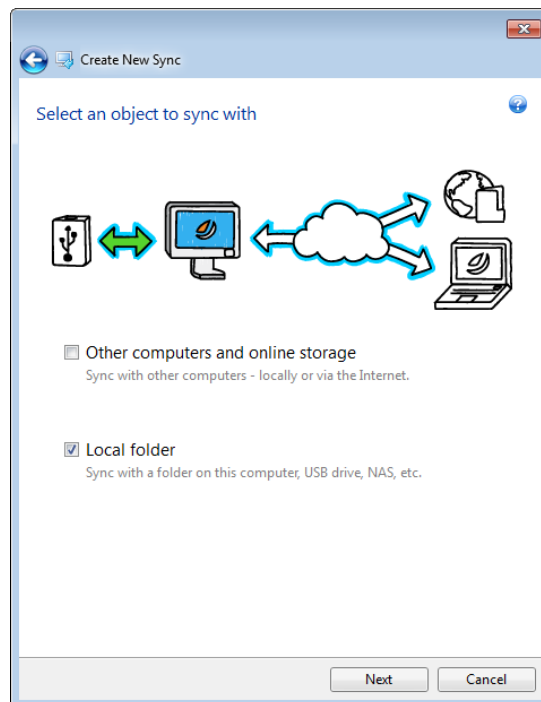 Create New Sync
Select an object to sync with
Other computers and online storage
Sync with other computers - locally or via the Internet.
Local folder
Sync with a folder on this computer, USB drive, NAS, etc.
Next
Cancel